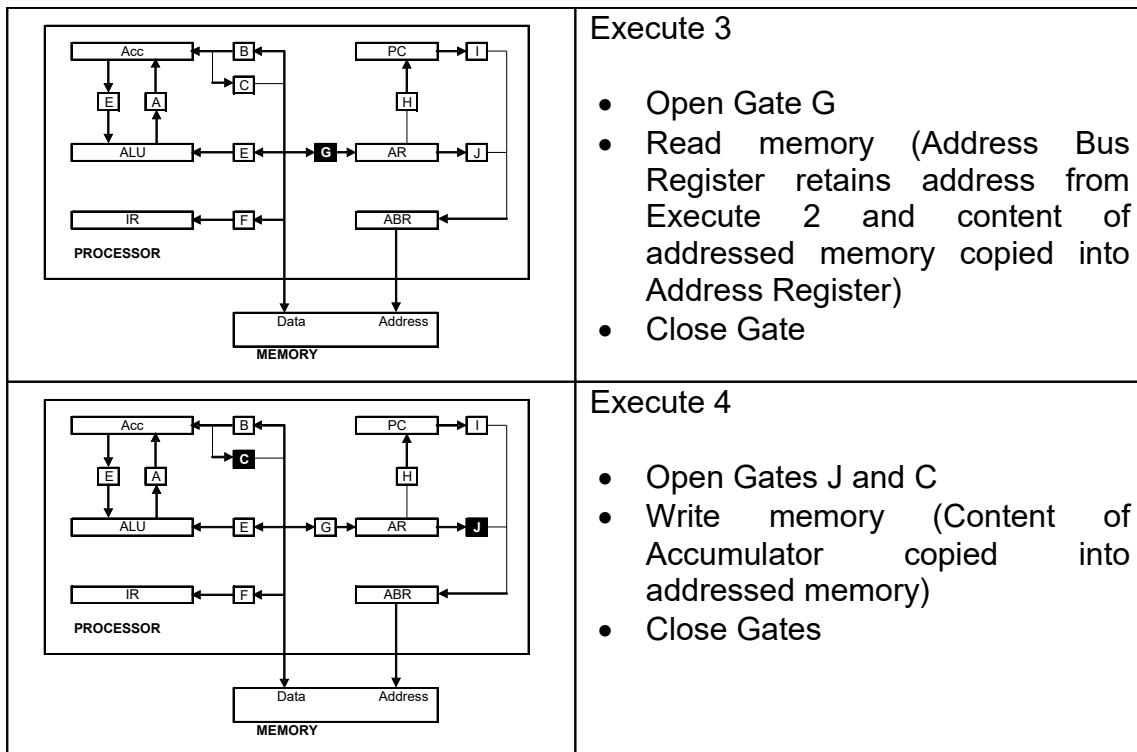 Acc B PC I
C
E A H
ALU E G AR J
IR F ABR
PROCESSOR
Data Address
MEMORY
Execute 3
• Open Gate G
• Read memory (Address Bus
Register retains address from
Execute 2 and content of
addressed memory copied into
Address Register)
• Close Gate
Acc B PC I
C
E A H
ALU E G AR J
IR F ABR
PROCESSOR
Data Address
MEMORY
Execute 4
• Open Gates J and C
• Write memory (Content of
Accumulator copied into
addressed memory)
• Close Gates